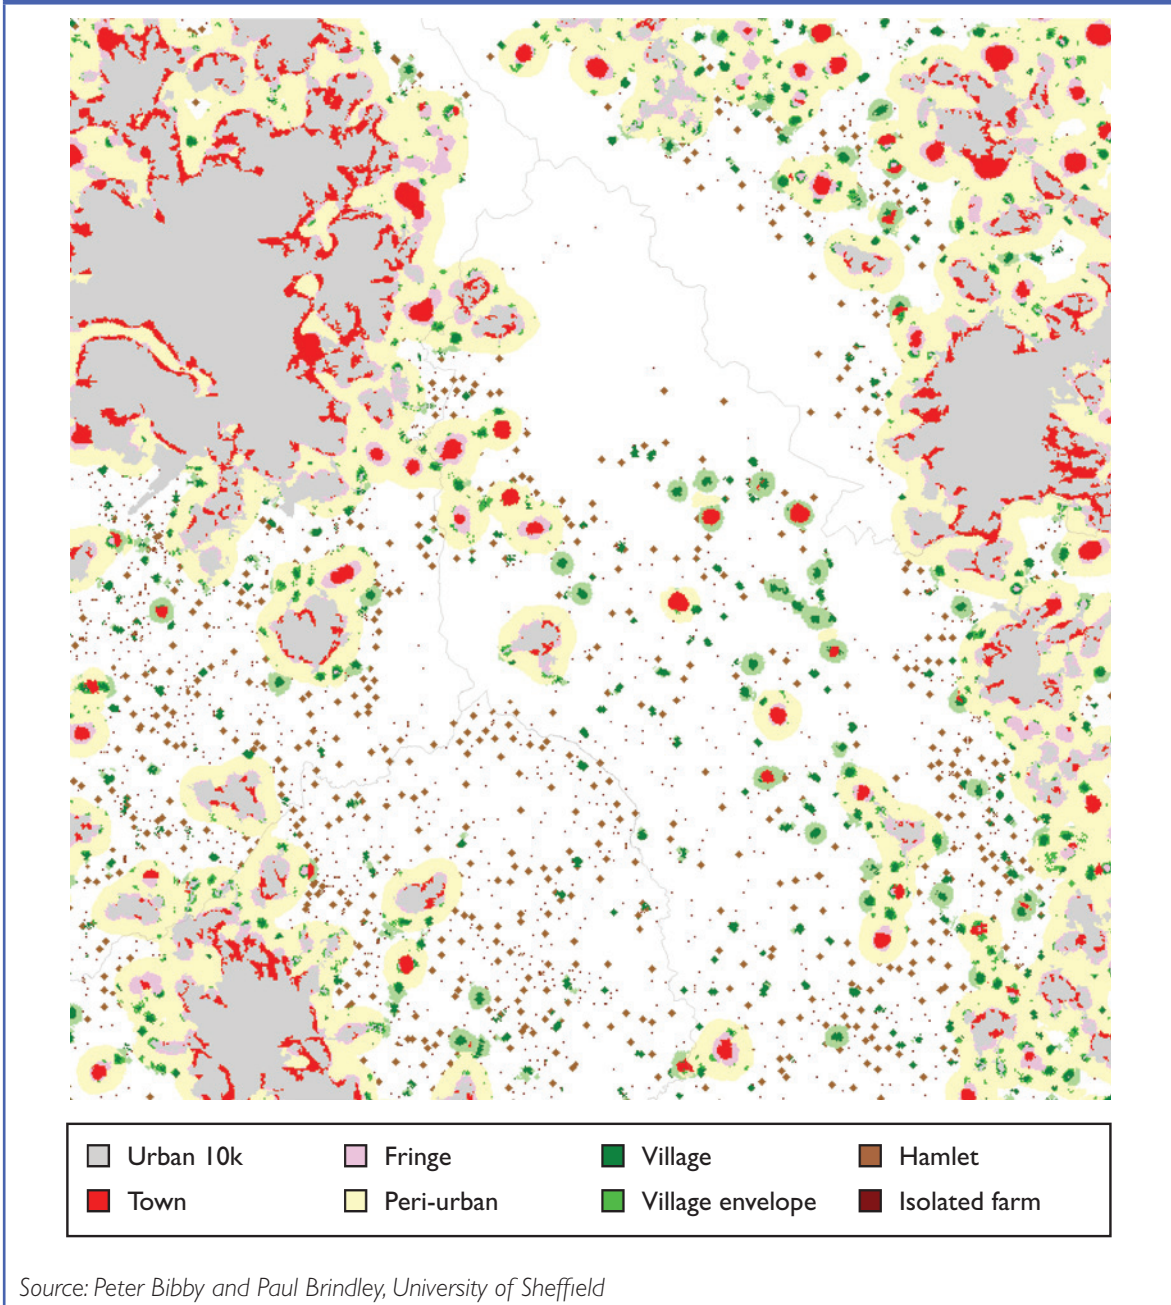 Urban 10k Fringe Village Hamlet
Town Peri-urban Village envelope Isolated farm
Source: Peter Bibby and Paul Brindley, University of Sheffield